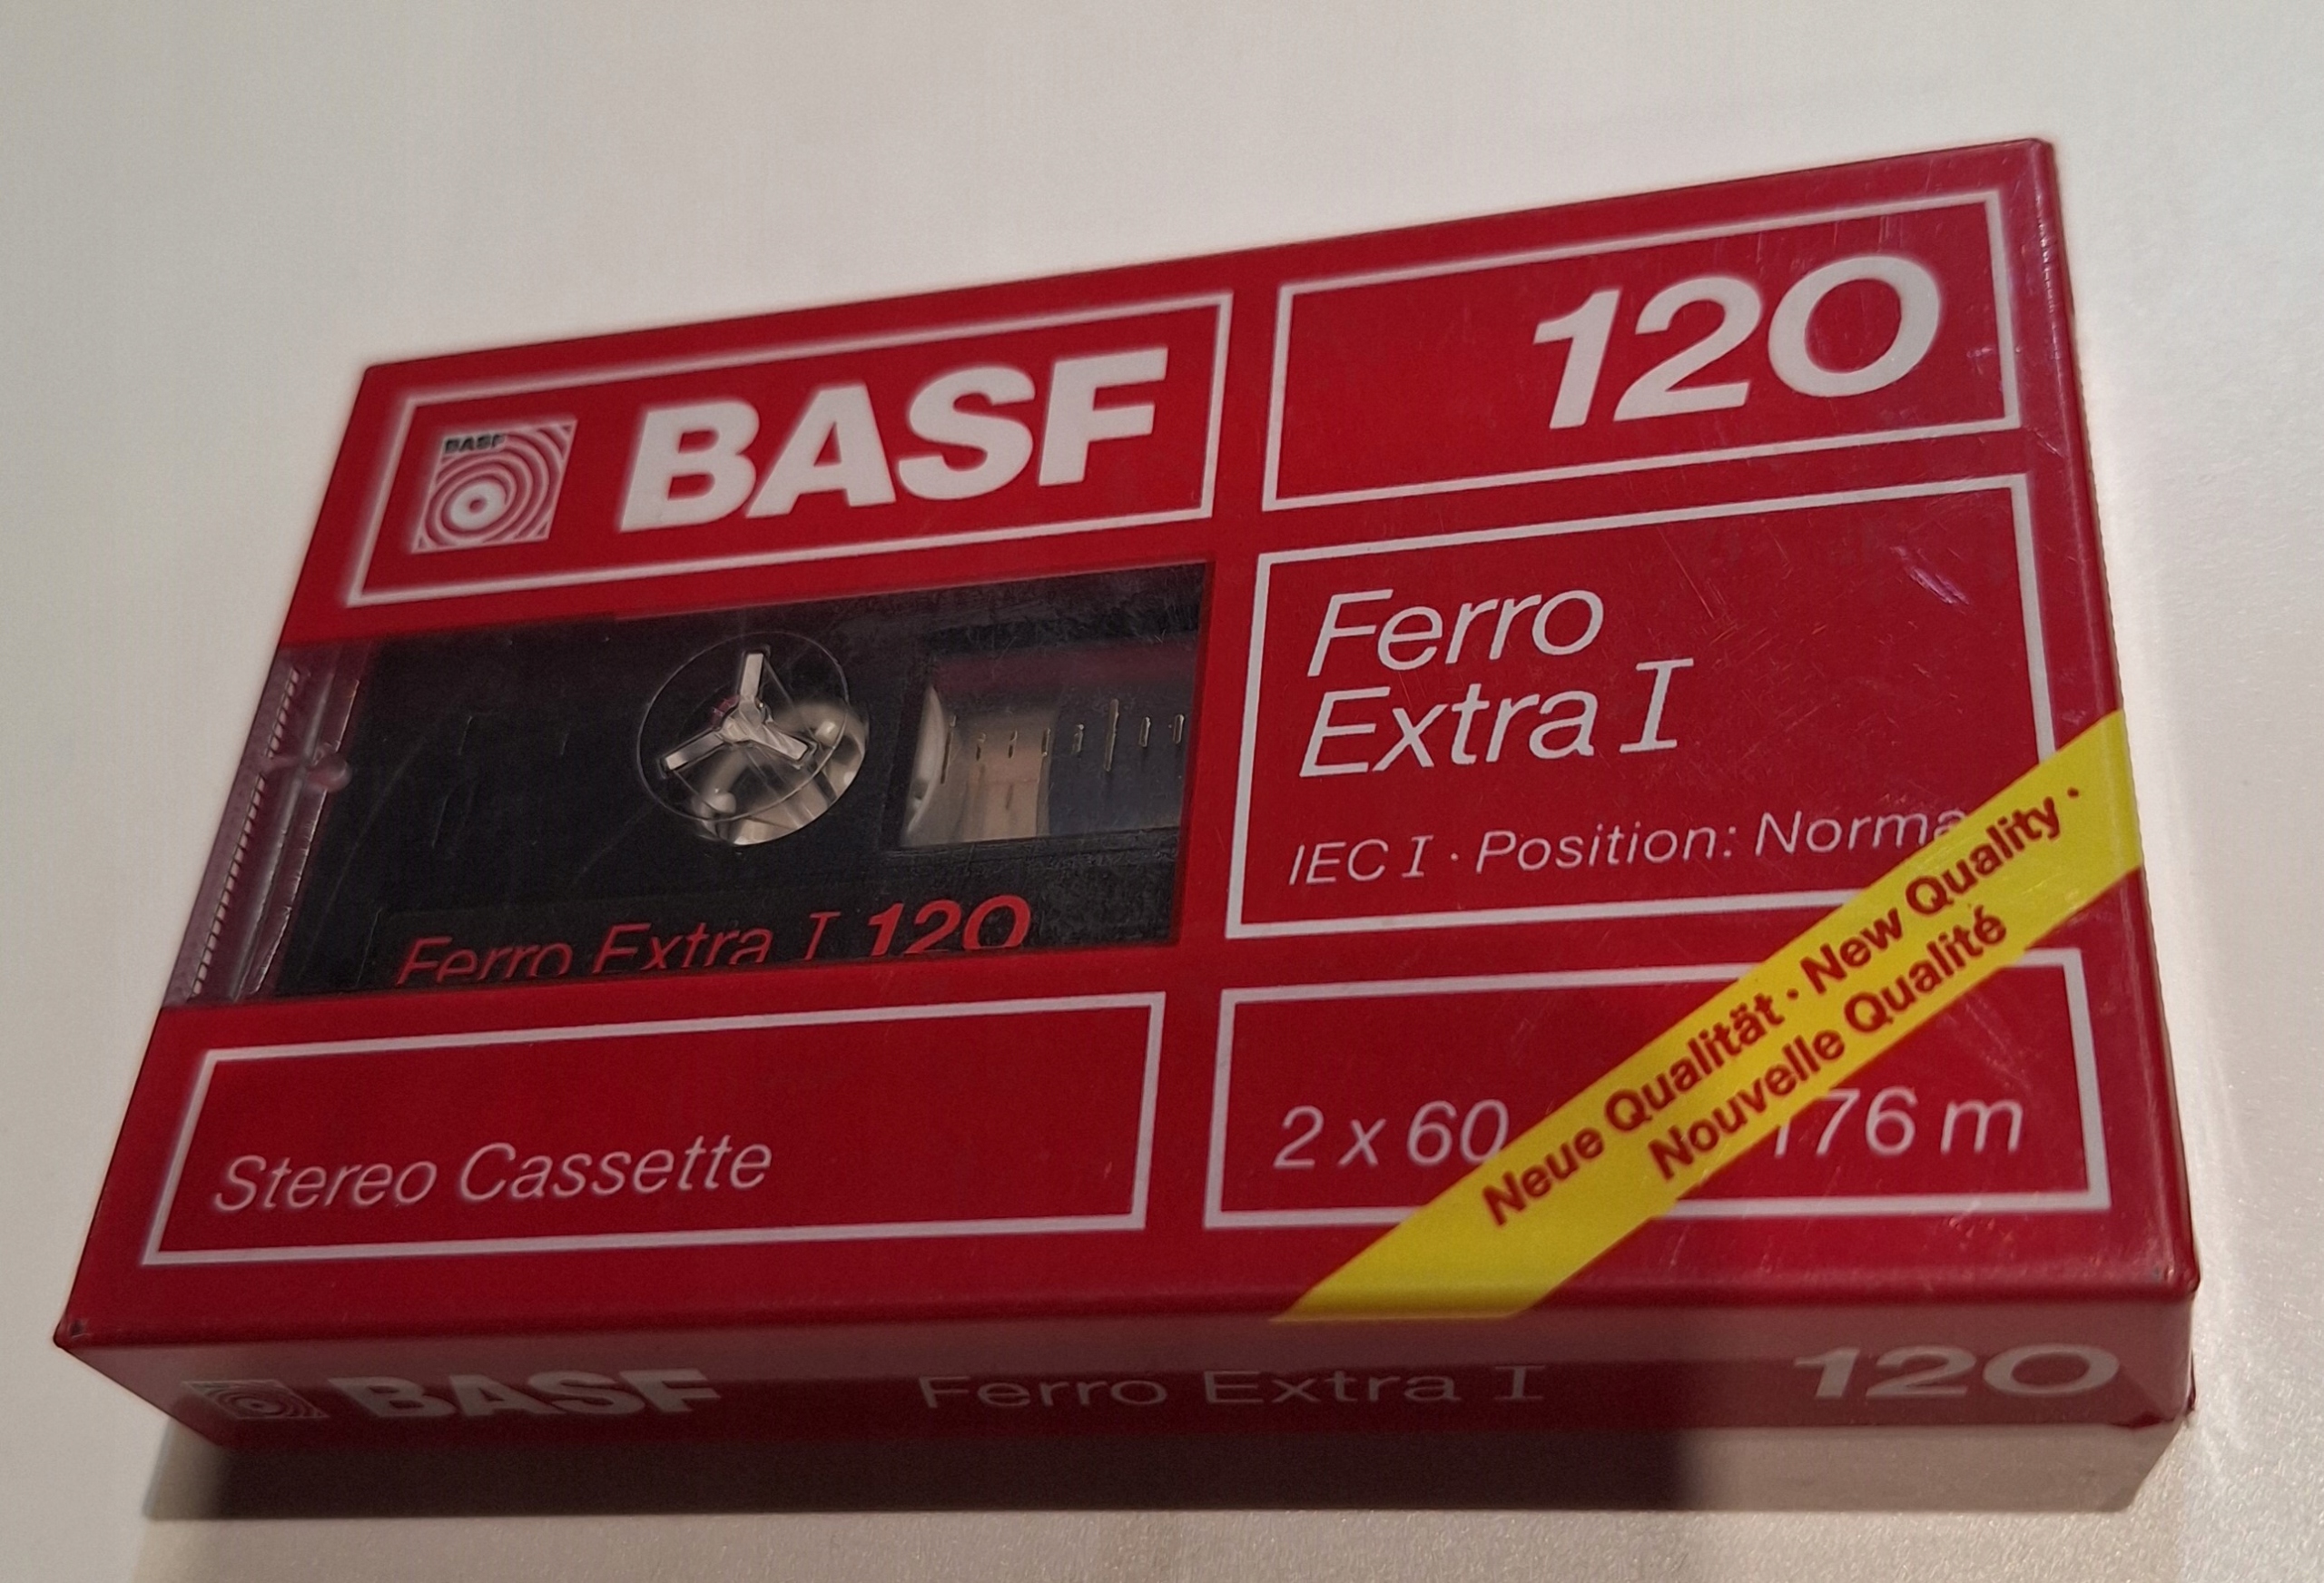 BASF
BASF
120
Ferro
Extra I
IEC I · Position: Norma
Ferro Extra I 120
Stereo Cassette
2 x 60
176 m
Neue Qualität · New Quality ·
Nouvelle Qualité
BASF
Ferro Extra I
120